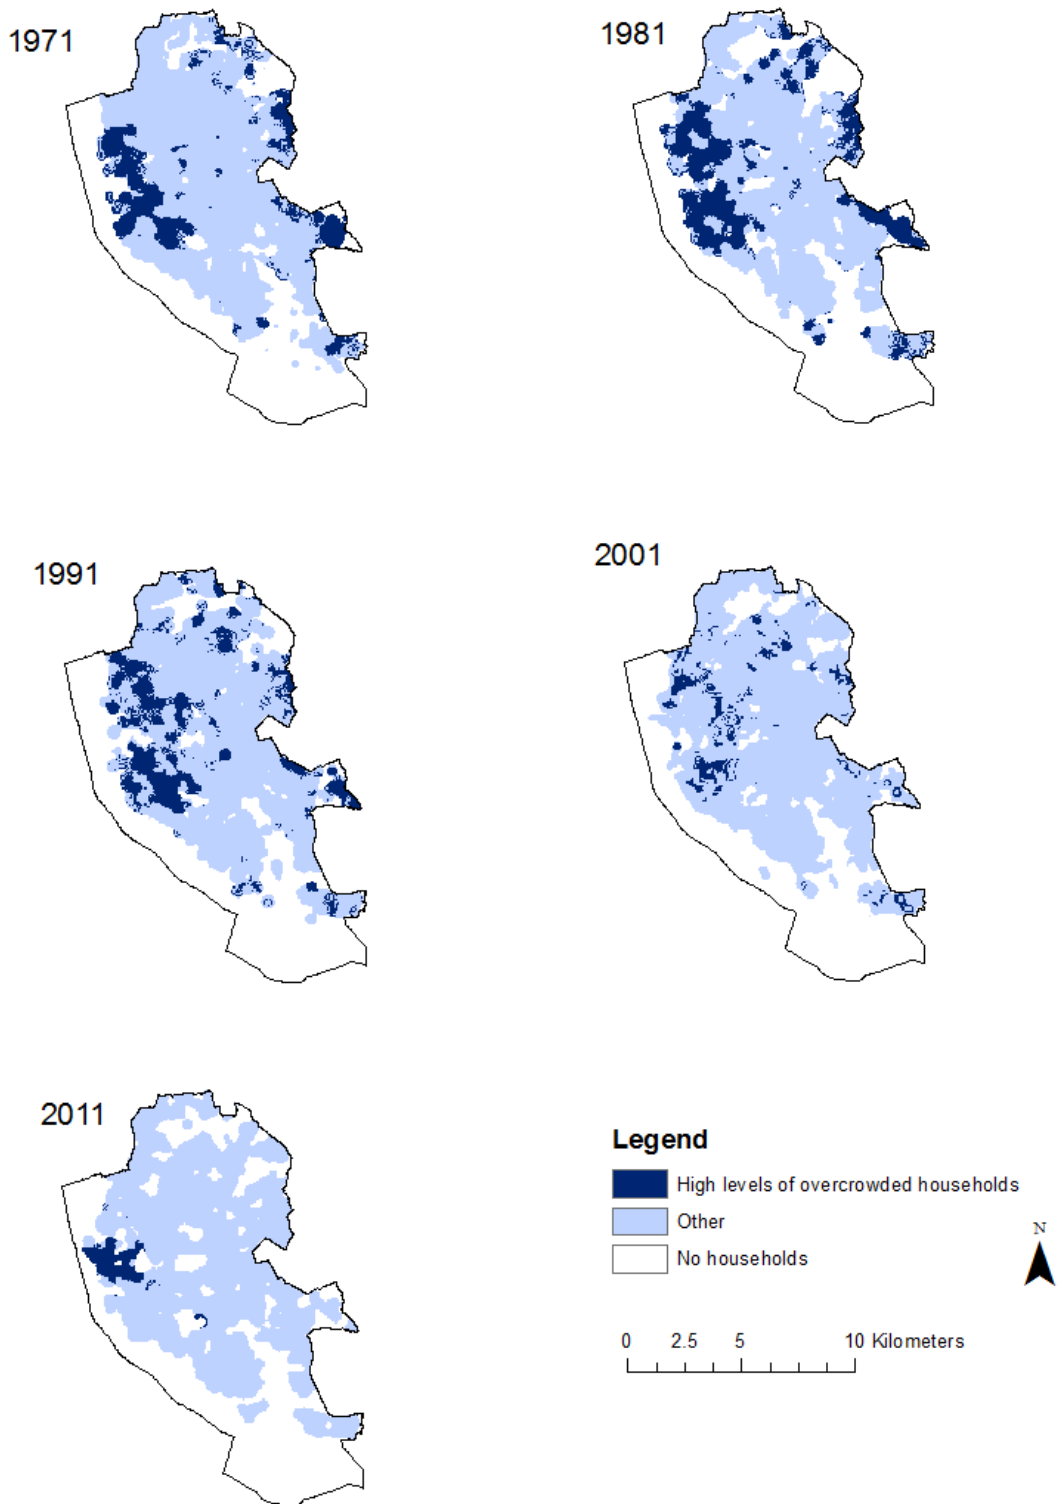 1971
1981
1991
2001
2011
Legend
High levels of overcrowded households
Other
No households
N
0 2.5 5 10 Kilometers